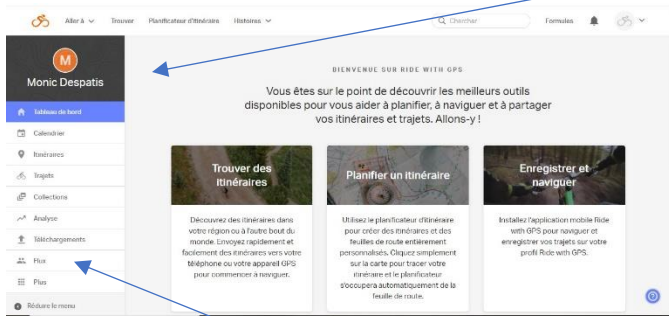 Aller à
Trouver
Planificateur d'itinéraire
Histoires
Chercher
Formules
M
Monic Despatis
Tableau de bord
Calendrier
Itinéraires
Trajets
Collections
Analyse
Téléchargements
Flux
Plus
Réduire le menu
BIENVENUE SUR RIDE WITH GPS
Vous êtes sur le point de découvrir les meilleurs outils
disponibles pour vous aider à planifier, à naviguer et à partager
vos itinéraires et trajets. Allons-y !
Trouver des
itinéraires
Découvrez des itinéraires dans
votre région ou à l'autre bout du
monde. Envoyez rapidement et
facilement des itinéraires vers votre
téléphone ou votre appareil GPS
pour commencer à naviguer.
Planifier un itinéraire
Utilisez le planificateur d'itinéraire
pour créer des itinéraires et des
feuilles de route entièrement
personnalisés. Cliquez simplement
sur la carte pour tracer votre
itinéraire et le planificateur
s'occupera automatiquement de la
feuille de route.
Enregistrer et
naviguer
Installez l'application mobile Ride
with GPS pour naviguer et
enregistrer vos trajets sur votre
profil Ride with GPS.